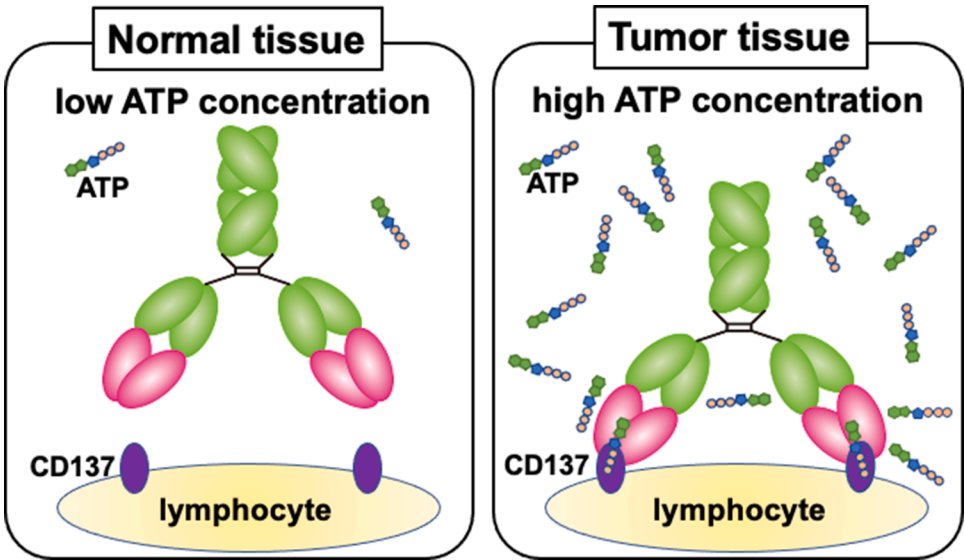 Normal tissue
low ATP concentration
ATP
CD137
lymphocyte
Tumor tissue
high ATP concentration
ATP
CD137
lymphocyte